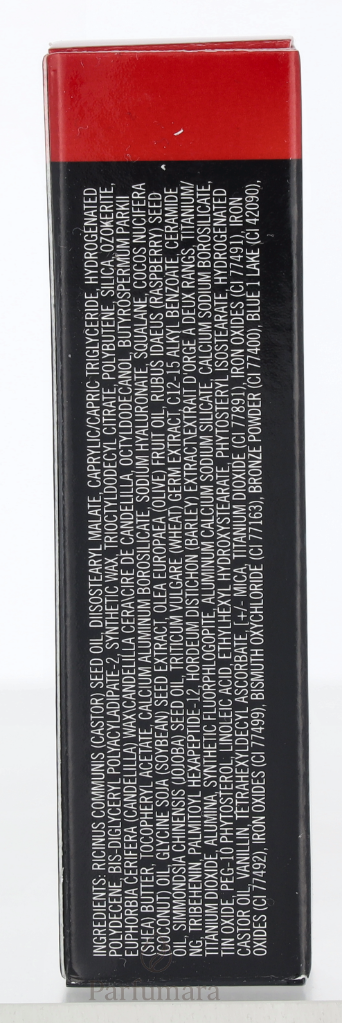 INGREDIENTS: RICINUS COMMUNIS (CASTOR) SEED OIL, DIISOSTEARYL MALATE, CAPRYLIC/CAPRIC TRIGLYCERIDE, HYDROGENATED
POLYDECENE, BIS-DIGLYCERYL POLYACYLADIPATE-2, SYNTHETIC WAX, TRIOCTYLDODECYL CITRATE, POLYBUTENE, SILICA, OZOKERITE,
EUPHORBIA CERIFERA (CANDELILLA) WAX\CANDELILLA CERA\CIRE DE CANDELILLA, OCTYLDODECANOL, BUTYROSPERMUM PARKII
SHEA BUTTER, TOCOPHERYL ACETATE, CALCIUM ALUMINUM BOROSILICATE, SODIUM HYALURONATE, SQUALANE, COCOS NUCIFERA
(COCONUT) OIL, GLYCINE SOJA (SOYBEAN) SEED EXTRACT, OLEA EUROPAEA (OLIVE) FRUIT OIL, RUBUS IDAEUS (RASPBERRY) SEED
OIL, SIMMONDSIA CHINENSIS (JOJOBA) SEED OIL, TRITICUM VULGARE (WHEAT) GERM EXTRACT, C12-15 ALKYL BENZOATE, CERAMIDE
NG, TRIBEHENIN, PALMITOYL HEXAPEPTIDE-12, HORDEUM DISTICHON (BARLEY) EXTRACT\EXTRAIT D'ORGE À DEUX RANGS, TITANIUM/
TITANIUM DIOXIDE, ALUMINA, SYNTHETIC FLUORPHLOGOPITE, ALUMINUM CALCIUM SODIUM SILICATE, CALCIUM SODIUM BOROSILICATE,
TIN OXIDE, PEG-10 PHYTOSTEROL, LINOLEIC ACID, ETHYLHEXYL HYDROXYSTEARATE, PHYTOSTERYL ISOSTEARATE, HYDROGENATED
CASTOR OIL, VANILLIN, TETRAHEXYLDECYL ASCORBATE, [+/- MICA, TITANIUM DIOXIDE (CI 77891), IRON OXIDES (CI 77491), IRON
OXIDES (CI 77492), IRON OXIDES (CI 77499), BISMUTH OXYCHLORIDE (CI 77163), BRONZE POWDER (CI 77400), BLUE 1 LAKE (CI 42090),
Parfumara